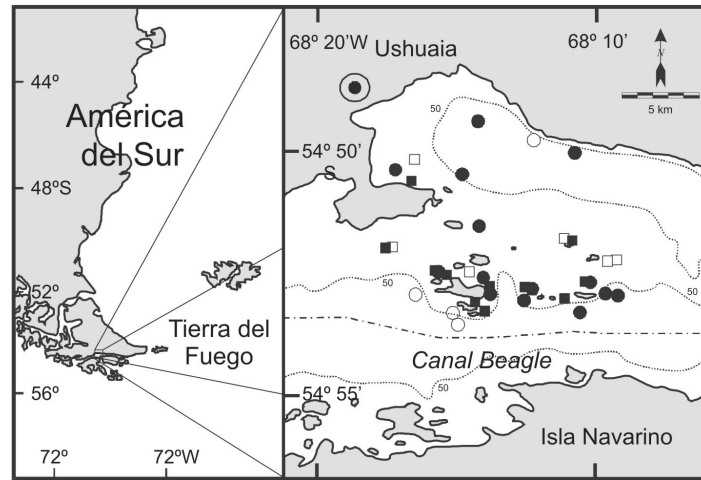 44º
América
del Sur
48ºS
52º
Tierra del
Fuego
56º
72º
72ºW
68º 20'W
Ushuaia
68º 10'
N
5 km
50
54º 50'
S
50
50
Canal Beagle
54º 55'
50
Isla Navarino